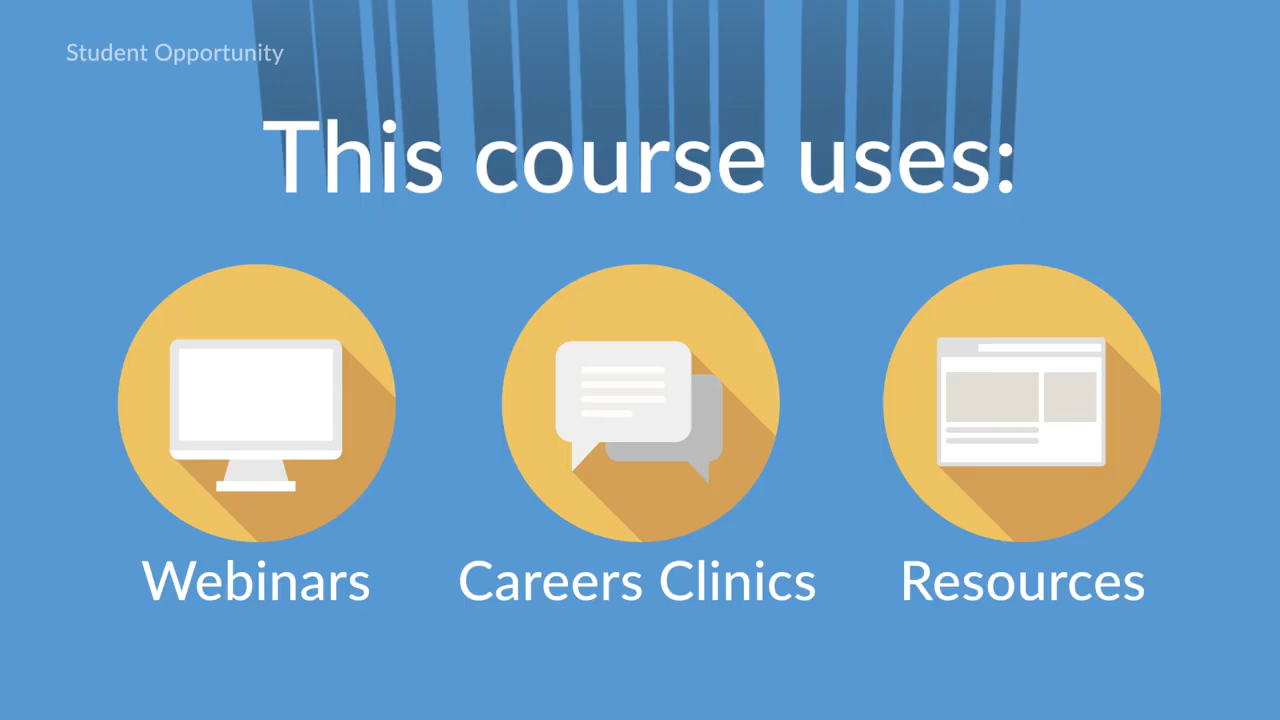 Student Opportunity
This course uses:
Webinars
Careers Clinics
Resources